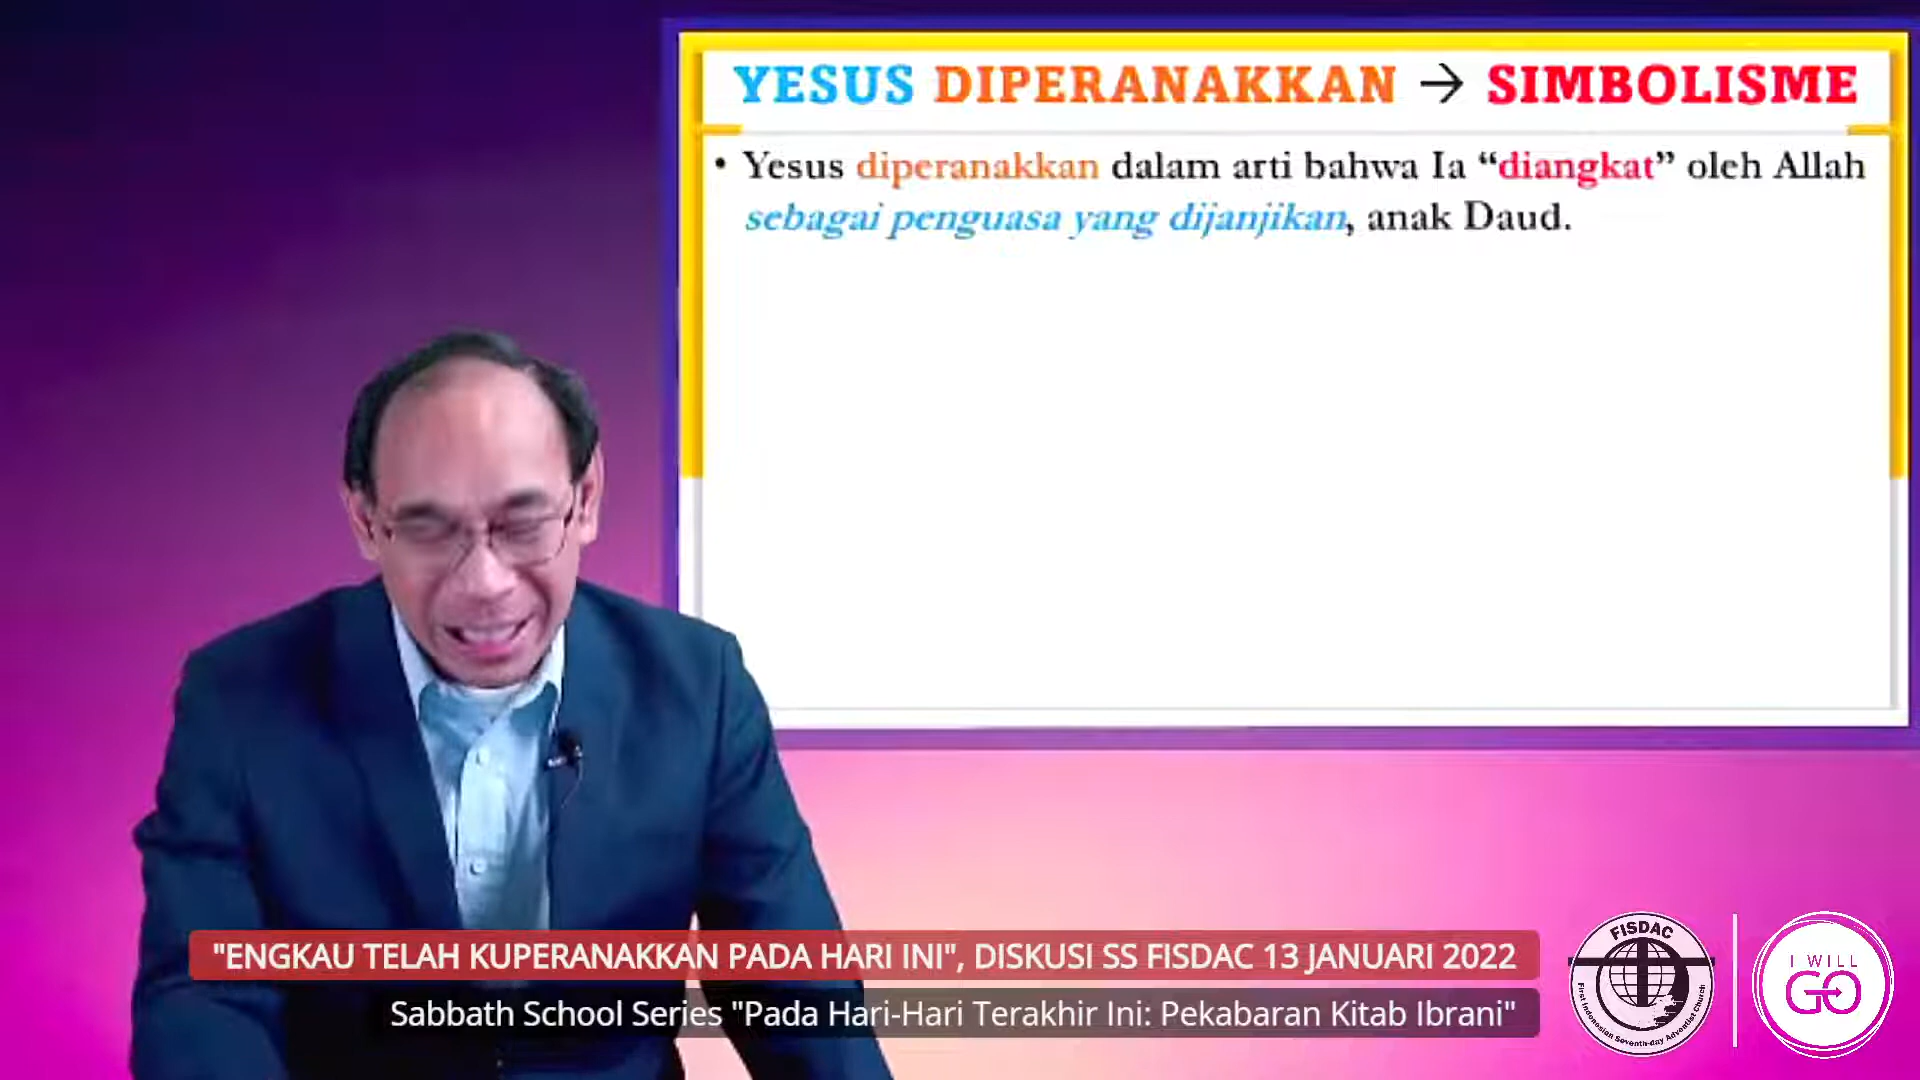 YESUS DIPERANAKKAN → SIMBOLISME
• Yesus diperanakkan dalam arti bahwa Ia “diangkat” oleh Allah
sebagai penguasa yang dijanjikan, anak Daud.
"ENGKAU TELAH KUPERANAKKAN PADA HARI INI", DISKUSI SS FISDAC 13 JANUARI 2022
Sabbath School Series "Pada Hari-Hari Terakhir Ini: Pekabaran Kitab Ibrani"
FISDAC
First Indonesian Seventh-day Adventist Church
I WILL
GO